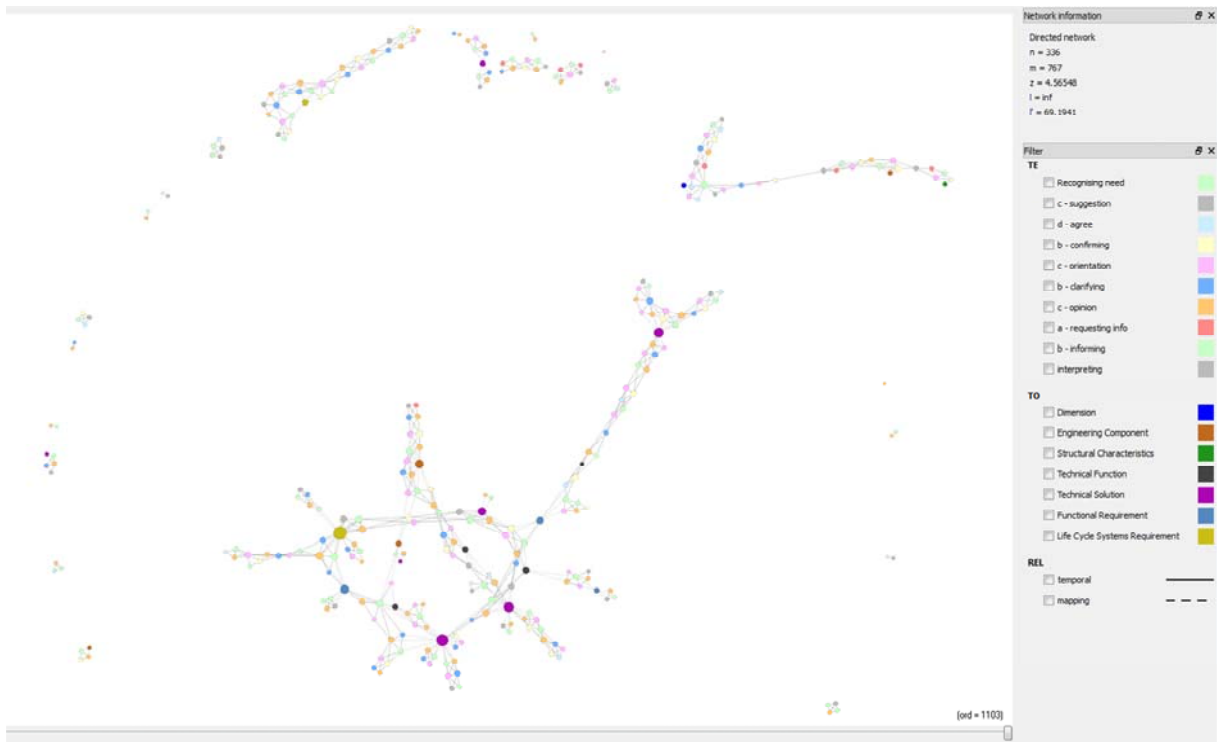 Network information
Directed network
n = 336
m = 767
z = 4.56548
l = inf
l' = 69.1941
Filter
TE
Recognising need
c - suggestion
d - agree
b - confirming
c - orientation
b - clarifying
c - opinion
a - requesting info
b - informing
interpreting
TO
Dimension
Engineering Component
Structural Characteristics
Technical Function
Technical Solution
Functional Requirement
Life Cycle Systems Requirement
REL
temporal
mapping
(ord = 1103)